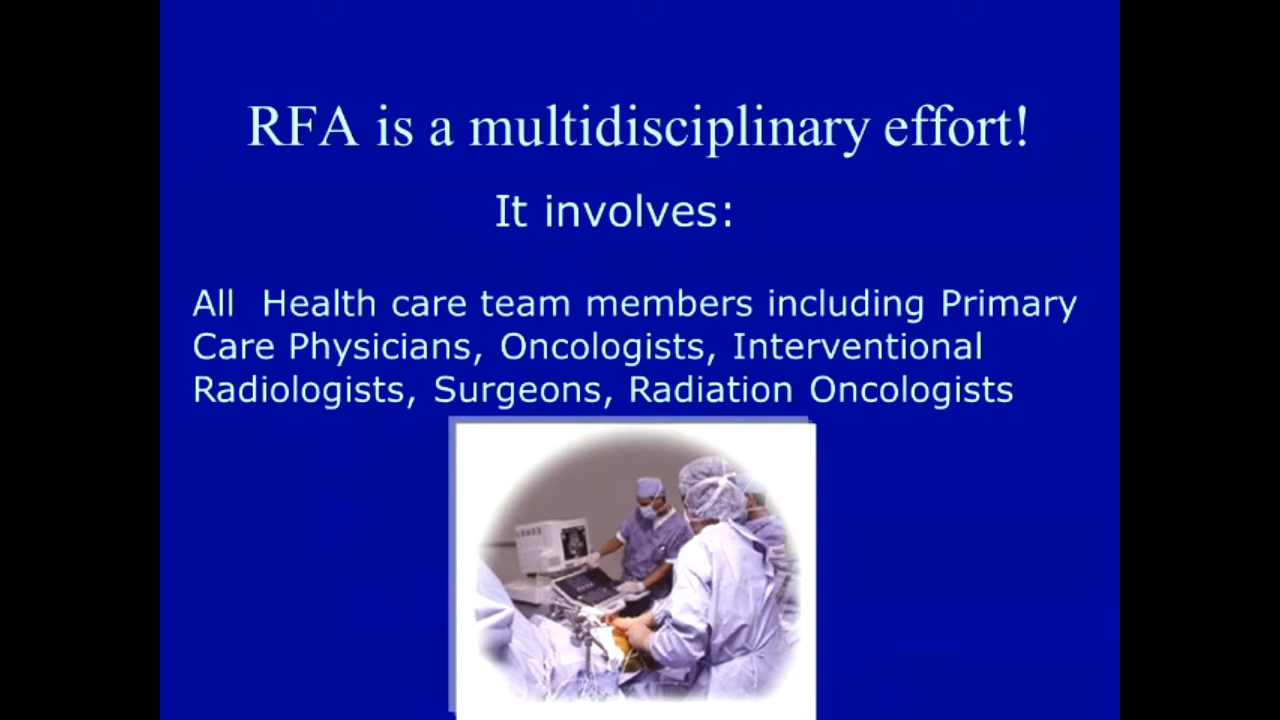 RFA is a multidisciplinary effort!
It involves:
All Health care team members including Primary
Care Physicians, Oncologists, Interventional
Radiologists, Surgeons, Radiation Oncologists